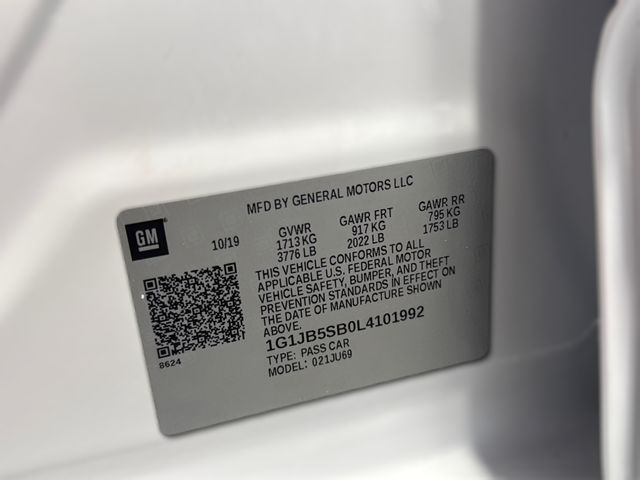 MFD BY GENERAL MOTORS LLC
GM
10/19
GVWR GAWR FRT GAWR RR
1713 KG 917 KG 795 KG
3776 LB 2022 LB 1753 LB
THIS VEHICLE CONFORMS TO ALL
APPLICABLE U.S. FEDERAL MOTOR
VEHICLE SAFETY, BUMPER, AND THEFT
PREVENTION STANDARDS IN EFFECT ON
THE DATE OF MANUFACTURE SHOWN
ABOVE.
1G1JB5SB0L4101992
TYPE: PASS CAR
MODEL: 021JU69
8624